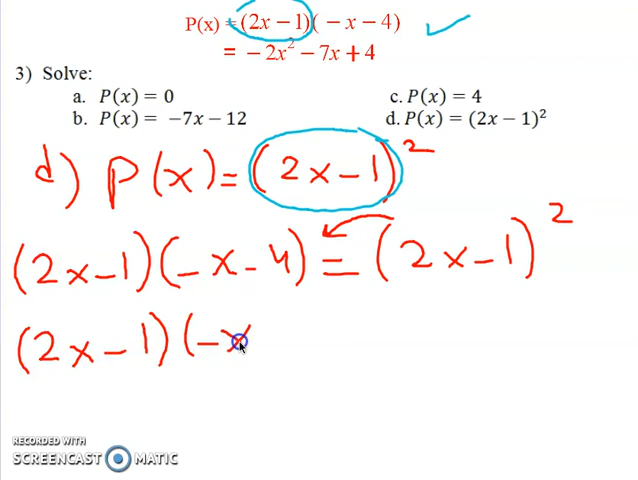 P(x) = (2x − 1)(− x − 4)
= − 2x² − 7x + 4
3) Solve:
a. P(x) = 0
c. P(x) = 4
b. P(x) = −7x − 12
d. P(x) = (2x − 1)²
d) P(x) = (2x − 1)²
(2x − 1)(− x − 4) = (2x − 1)²
(2x − 1)(− x
RECORDED WITH
SCREENCAST MATIC